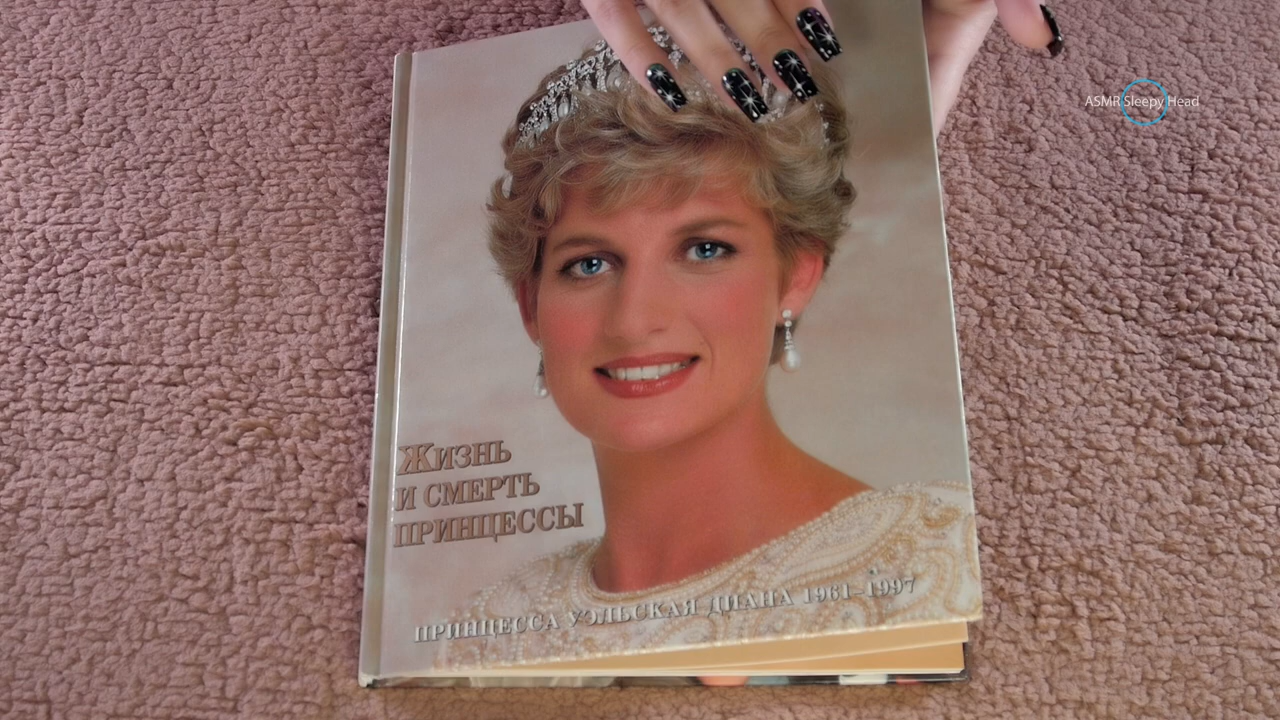 ASMR Sleepy Head
Жизнь
и смерть
принцессы
ПРИНЦЕССА УЭЛЬСКАЯ ДИАНА 1961–1997